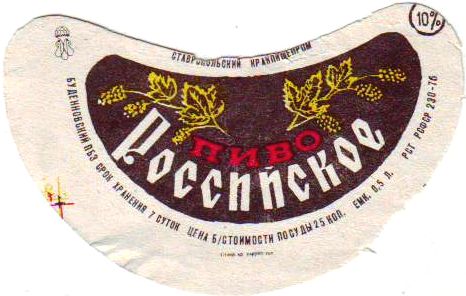 10%
СТАВРОПОЛЬСКИЙ КРАЙПИЩЕПРОМ
ПИВО
Российское
БУДЕННОВСКИЙ ПБЗ СРОК ХРАНЕНИЯ 7 СУТОК ЦЕНА Б/СТОИМОСТИ ПОСУДЫ 25 КОП. ЕМК. 0,5 Л. РСТ РСФСР 230-75